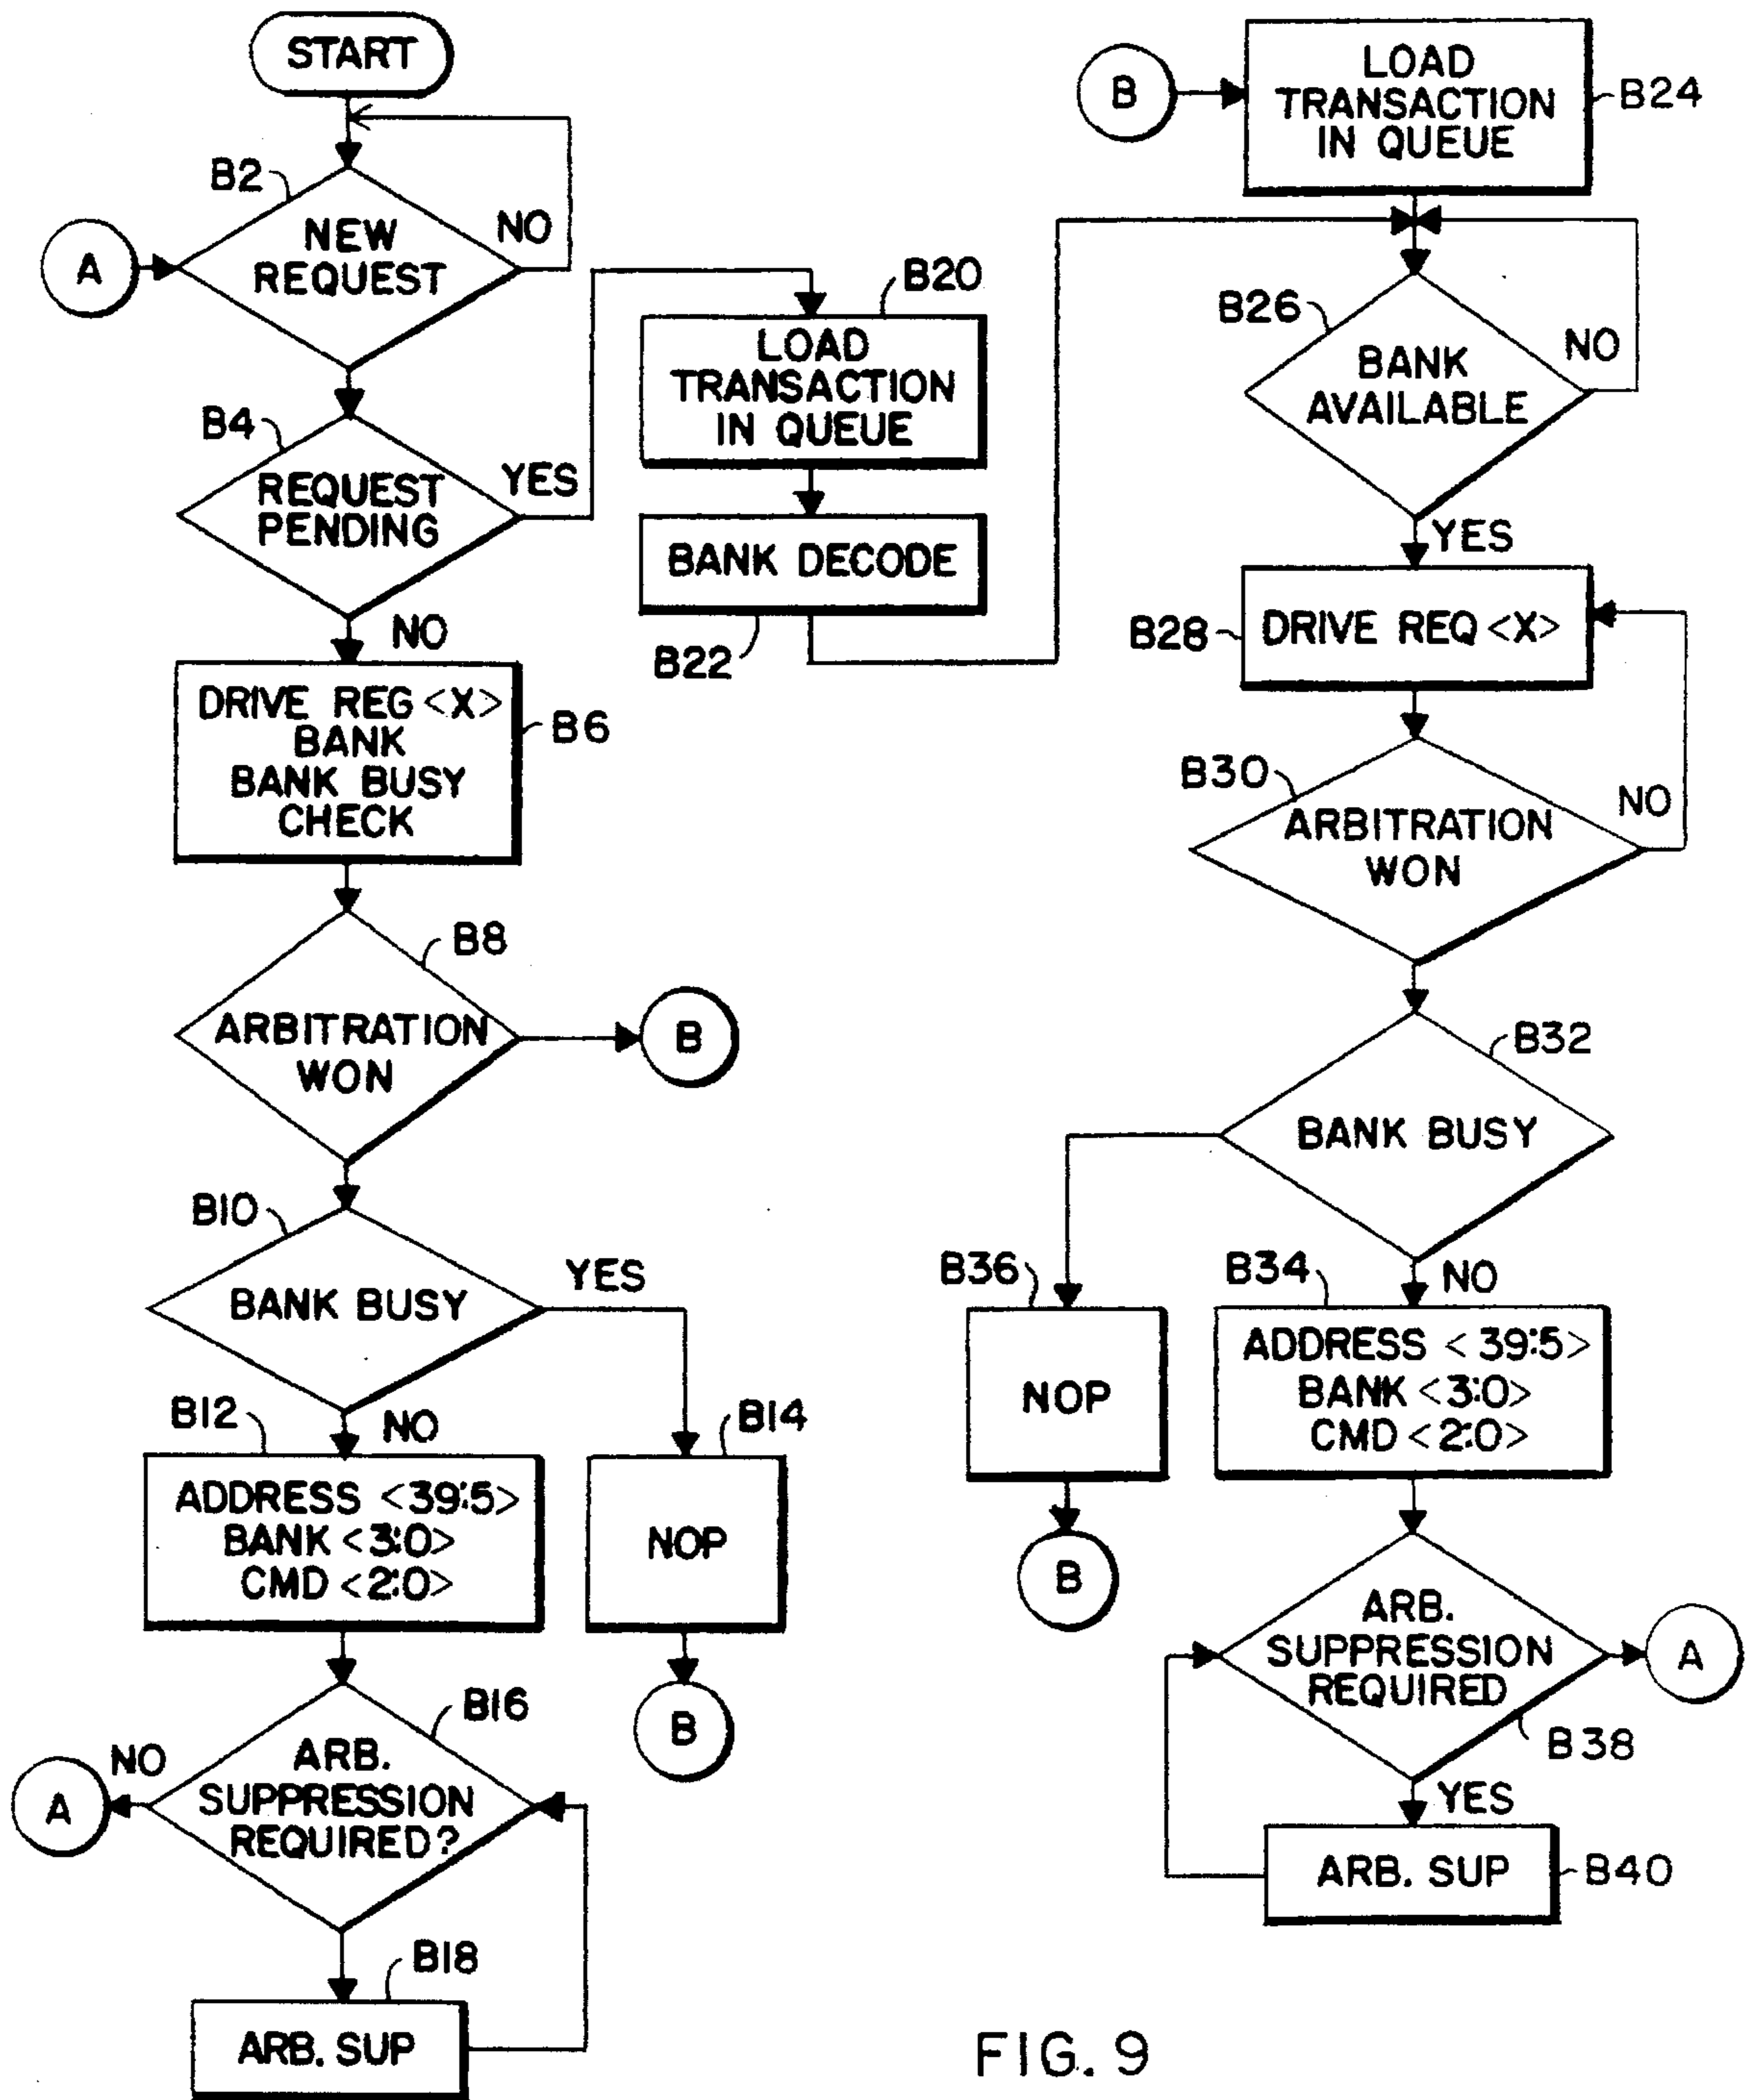 START
B2
NEW
REQUEST
NO
A
B4
REQUEST
PENDING
YES
NO
DRIVE REG <X>
BANK
BANK BUSY
CHECK
B6
B8
ARBITRATION
WON
B
B10
BANK BUSY
YES
NO
B12
ADDRESS <39:5>
BANK <3:0>
CMD <2:0>
B14
NOP
B
B16
ARB.
SUPPRESSION
REQUIRED?
NO
A
B18
ARB. SUP
B20
LOAD
TRANSACTION
IN QUEUE
BANK DECODE
B22
B
LOAD
TRANSACTION
IN QUEUE
B24
B26
BANK
AVAILABLE
NO
YES
B28
DRIVE REQ <X>
B30
ARBITRATION
WON
NO
B32
BANK BUSY
B36
NOP
B
B34
NO
ADDRESS <39:5>
BANK <3:0>
CMD <2:0>
ARB.
SUPPRESSION
REQUIRED
A
B38
YES
ARB. SUP
B40
FIG. 9